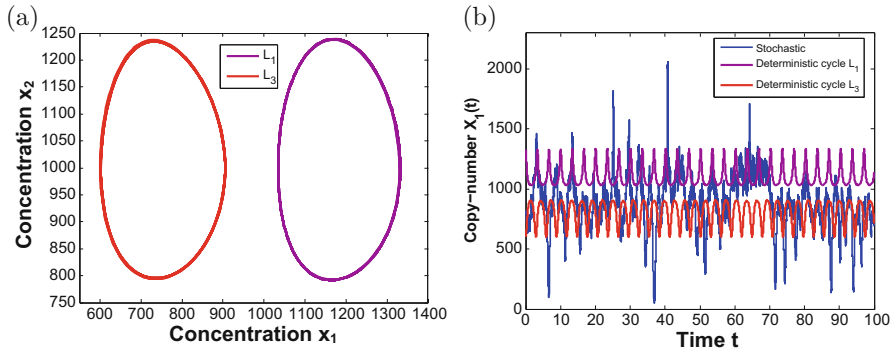 (a)
1250
1200
1150
1100
1050
1000
950
900
850
800
750
Concentration x₂
L₁
L₃
600 700 800 900 1000 1100 1200 1300 1400
Concentration x₁
(b)
2000
1500
1000
500
0
Copy−number X₁(t)
Stochastic
Deterministic cycle L₁
Deterministic cycle L₃
0 10 20 30 40 50 60 70 80 90 100
Time t